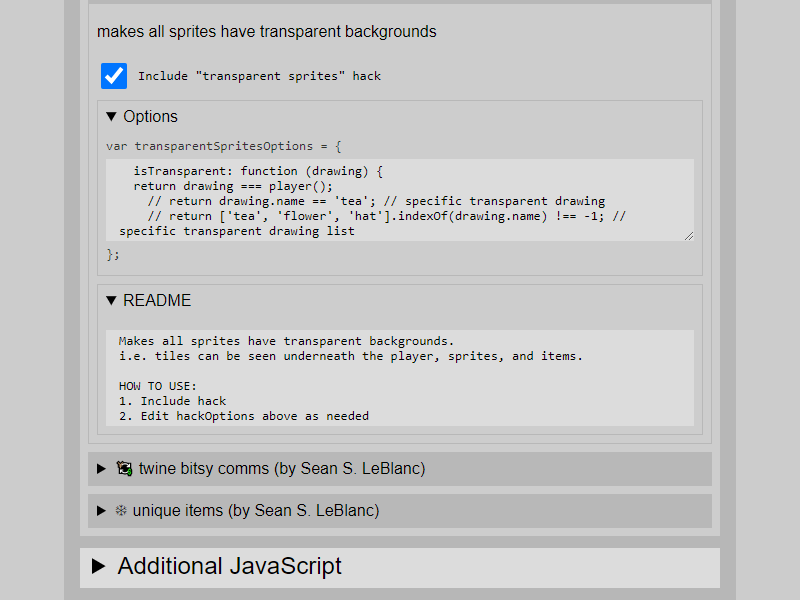 makes all sprites have transparent backgrounds
Include "transparent sprites" hack
Options
var transparentSpritesOptions = {
isTransparent: function (drawing) {
return drawing === player();
// return drawing.name == 'tea'; // specific transparent drawing
// return ['tea', 'flower', 'hat'].indexOf(drawing.name) !== -1; //
specific transparent drawing list
};
README
Makes all sprites have transparent backgrounds.
i.e. tiles can be seen underneath the player, sprites, and items.
HOW TO USE:
1. Include hack
2. Edit hackOptions above as needed
twine bitsy comms (by Sean S. LeBlanc)
unique items (by Sean S. LeBlanc)
Additional JavaScript